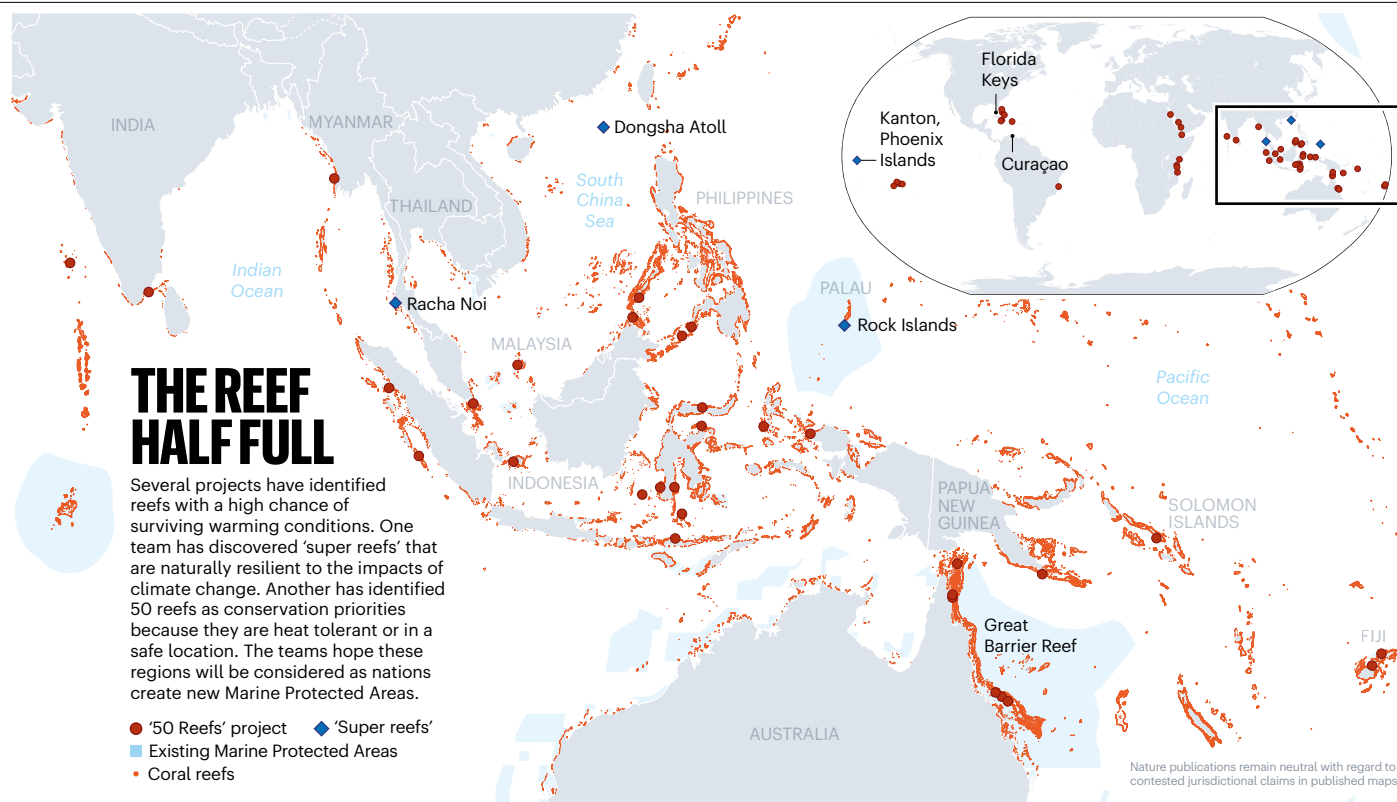 THE REEF
HALF FULL
Several projects have identified
reefs with a high chance of
surviving warming conditions. One
team has discovered ‘super reefs’ that
are naturally resilient to the impacts of
climate change. Another has identified
50 reefs as conservation priorities
because they are heat tolerant or in a
safe location. The teams hope these
regions will be considered as nations
create new Marine Protected Areas.
‘50 Reefs’ project
‘Super reefs’
Existing Marine Protected Areas
Coral reefs
INDIA
MYANMAR
THAILAND
Indian
Ocean
Racha Noi
Dongsha Atoll
South
China
Sea
PHILIPPINES
MALAYSIA
INDONESIA
PALAU
Rock Islands
Pacific
Ocean
PAPUA
NEW
GUINEA
SOLOMON
ISLANDS
Great
Barrier Reef
FIJI
AUSTRALIA
Florida
Keys
Kanton,
Phoenix
Islands
Curaçao
Nature publications remain neutral with regard to
contested jurisdictional claims in published maps